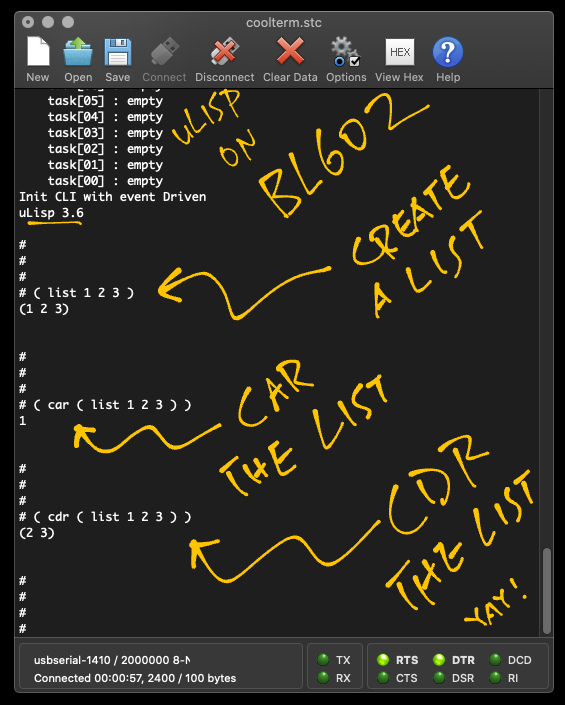 coolterm.stc
New Open Save Connect Disconnect Clear Data Options HEX View Hex Help
task[05] : empty
task[04] : empty
task[03] : empty
task[02] : empty
task[01] : empty
task[00] : empty
Init CLI with event Driven
uLisp 3.6
uLISP
ON
BL602
#
#
#
# ( list 1 2 3 )
(1 2 3)
CREATE
A LIST
#
#
#
# ( car ( list 1 2 3 ) )
1
CAR
THE LIST
#
#
#
# ( cdr ( list 1 2 3 ) )
(2 3)
CDR
THE LIST
YAY!
#
#
#
#
usbserial-1410 / 2000000 8-N
Connected 00:00:57, 2400 / 100 bytes
TX RTS DTR DCD
RX CTS DSR RI